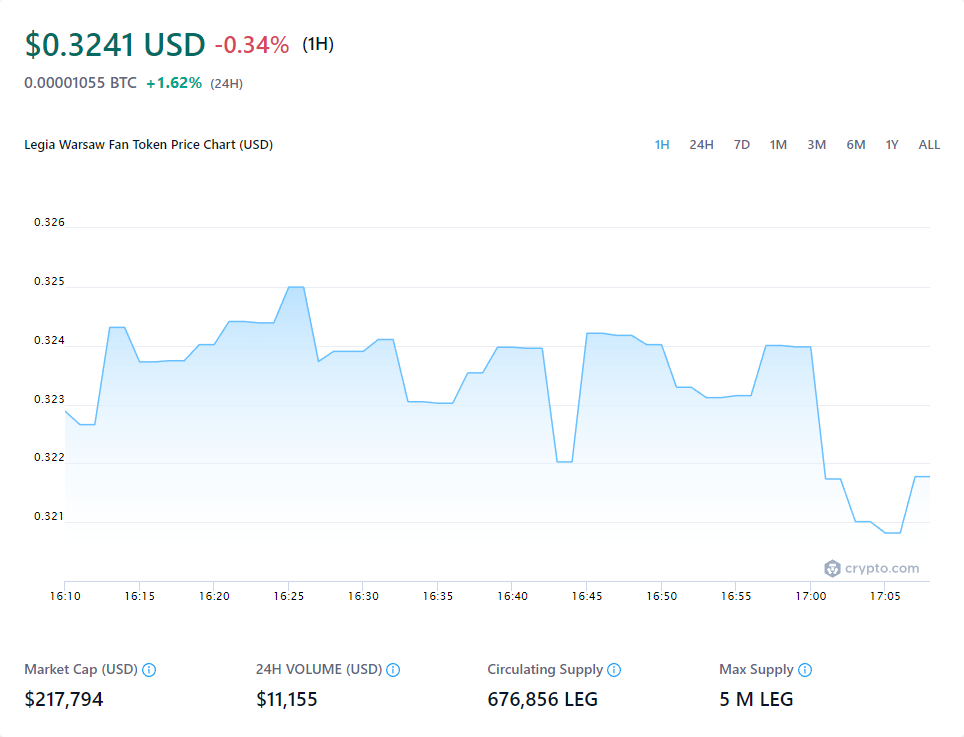 $0.3241 USD -0.34% (1H)
0.00001055 BTC +1.62% (24H)
Legia Warsaw Fan Token Price Chart (USD) 1H 24H 7D 1M 3M 6M 1Y ALL
0.326
0.325
0.324
0.323
0.322
0.321
crypto.com
16:10 16:15 16:20 16:25 16:30 16:35 16:40 16:45 16:50 16:55 17:00 17:05
Market Cap (USD) 24H VOLUME (USD) Circulating Supply Max Supply
$217,794 $11,155 676,856 LEG 5 M LEG